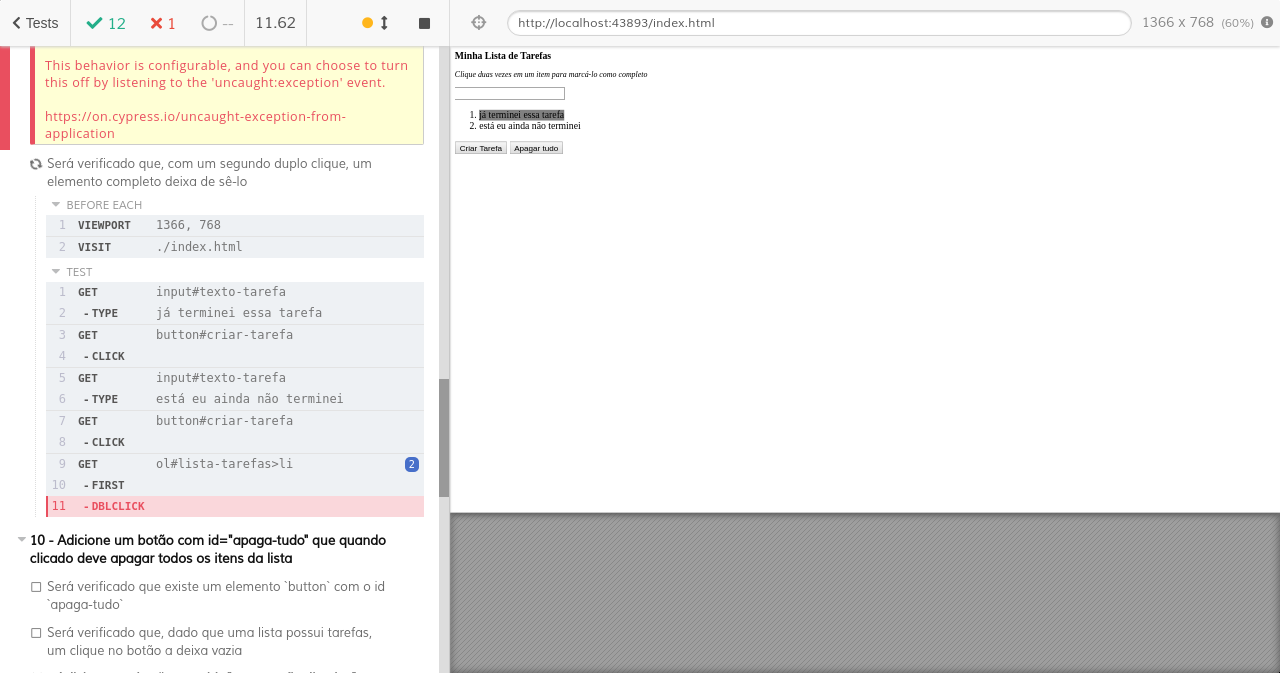 Tests 12 1 -- 11.62 http://localhost:43893/index.html 1366 x 768 (60%)
This behavior is configurable, and you can choose to turn
this off by listening to the 'uncaught:exception' event.
https://on.cypress.io/uncaught-exception-from-
application
Será verificado que, com um segundo duplo clique, um
elemento completo deixa de sê-lo
BEFORE EACH
1 VIEWPORT 1366, 768
2 VISIT ./index.html
TEST
1 GET input#texto-tarefa
2 -TYPE já terminei essa tarefa
3 GET button#criar-tarefa
4 -CLICK
5 GET input#texto-tarefa
6 -TYPE está eu ainda não terminei
7 GET button#criar-tarefa
8 -CLICK
9 GET ol#lista-tarefas>li 2
10 -FIRST
11 -DBLCLICK
10 - Adicione um botão com id="apaga-tudo" que quando
clicado deve apagar todos os itens da lista
Será verificado que existe um elemento `button` com o id
`apaga-tudo`
Será verificado que, dado que uma lista possui tarefas,
um clique no botão a deixa vazia
Minha Lista de Tarefas
Clique duas vezes em um item para marcá-lo como completo
1. já terminei essa tarefa
2. está eu ainda não terminei
Criar Tarefa Apagar tudo